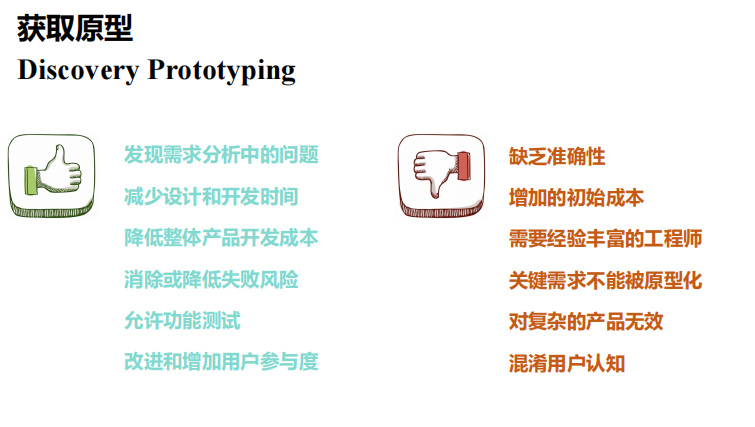 获取原型
Discovery Prototyping
发现需求分析中的问题
减少设计和开发时间
降低整体产品开发成本
消除或降低失败风险
允许功能测试
改进和增加用户参与度
缺乏准确性
增加的初始成本
需要经验丰富的工程师
关键需求不能被原型化
对复杂的产品无效
混淆用户认知